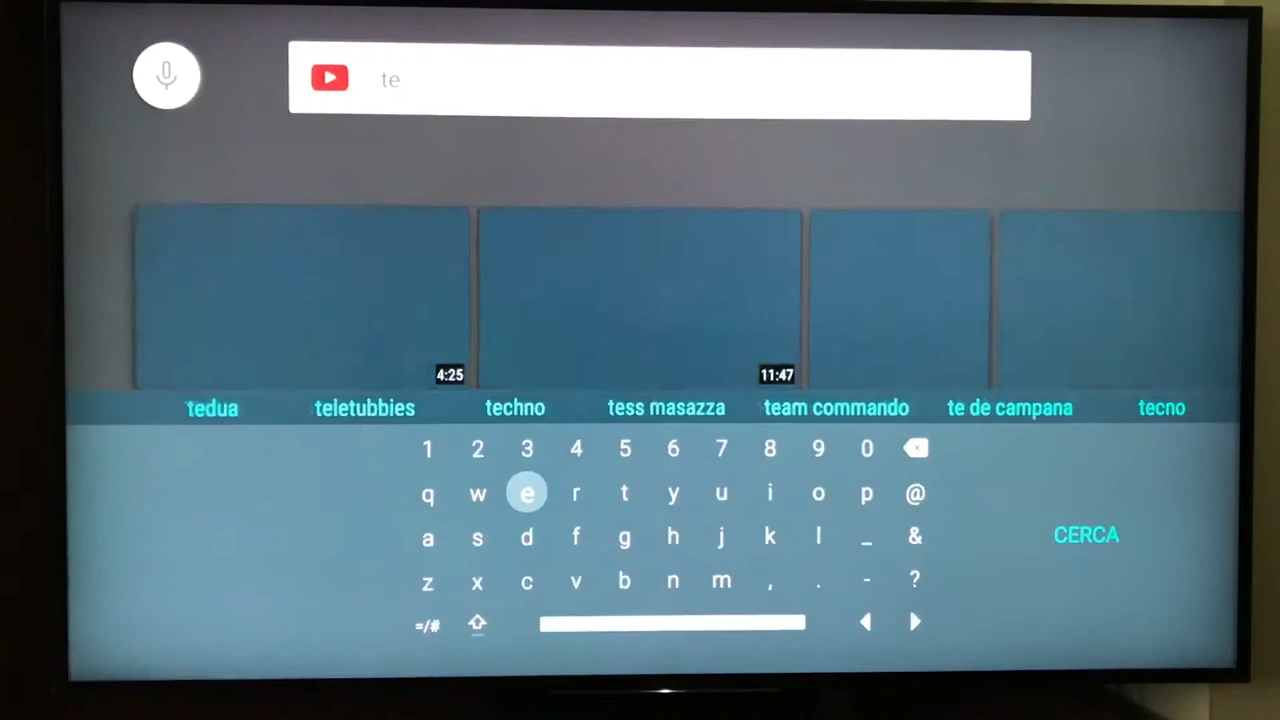 te
4:25 11:47
tedua teletubbies techno tess masazza team commando te de campana tecno
1 2 3 4 5 6 7 8 9 0
q w e r t y u i o p @
a s d f g h j k l _ &
CERCA
z x c v b n m , . - ?
=/#